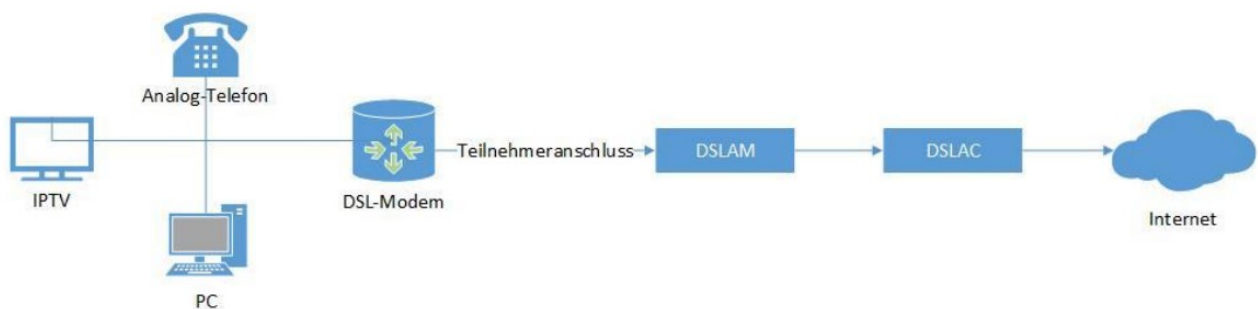 Analog-Telefon
IPTV
PC
DSL-Modem
Teilnehmeranschluss
DSLAM
DSLAC
Internet